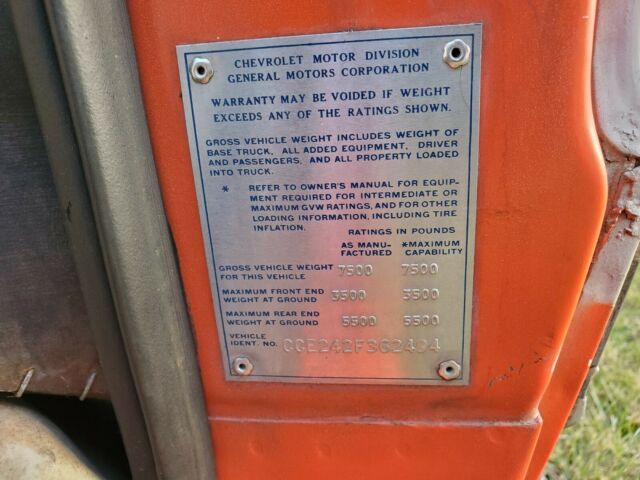 CHEVROLET MOTOR DIVISION
GENERAL MOTORS CORPORATION
WARRANTY MAY BE VOIDED IF WEIGHT
EXCEEDS ANY OF THE RATINGS SHOWN.
GROSS VEHICLE WEIGHT INCLUDES WEIGHT OF
BASE TRUCK, ALL ADDED EQUIPMENT, DRIVER
AND PASSENGERS, AND ALL PROPERTY LOADED
INTO TRUCK.
* REFER TO OWNER'S MANUAL FOR EQUIP-
MENT REQUIRED FOR INTERMEDIATE OR
MAXIMUM GVW RATINGS, AND FOR OTHER
LOADING INFORMATION, INCLUDING TIRE
INFLATION.
RATINGS IN POUNDS
AS MANU- *MAXIMUM
FACTURED CAPABILITY
GROSS VEHICLE WEIGHT 7500 7500
FOR THIS VEHICLE
MAXIMUM FRONT END 3500 3500
WEIGHT AT GROUND
MAXIMUM REAR END 5500 5500
WEIGHT AT GROUND
VEHICLE
IDENT. NO.